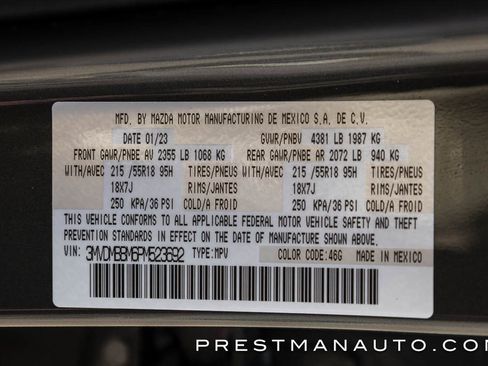 MFD. BY MAZDA MOTOR MANUFACTURING DE MEXICO S.A. DE C.V.
DATE 01/23 GVWR/PNBV 4381 LB 1987 KG
FRONT GAWR/PNBE AV 2355 LB 1068 KG REAR GAWR/PNBE AR 2072 LB 940 KG
WITH/AVEC 215 /55R18 95H TIRES/PNEUS WITH/AVEC 215 /55R18 95H TIRES/PNEUS
18X7J RIMS/JANTES 18X7J RIMS/JANTES
250 KPA/36 PSI COLD/A FROID 250 KPA/36 PSI COLD/A FROID
THIS VEHICLE CONFORMS TO ALL APPLICABLE FEDERAL MOTOR VEHICLE SAFETY AND THEFT
PREVENTION STANDARDS IN EFFECT ON THE DATE OF MANUFACTURE SHOWN ABOVE.
VIN: 3MVDMBBM6PM523692 TYPE: MPV COLOR CODE: 46G MADE IN MEXICO
PRESTMANAUTO.COM